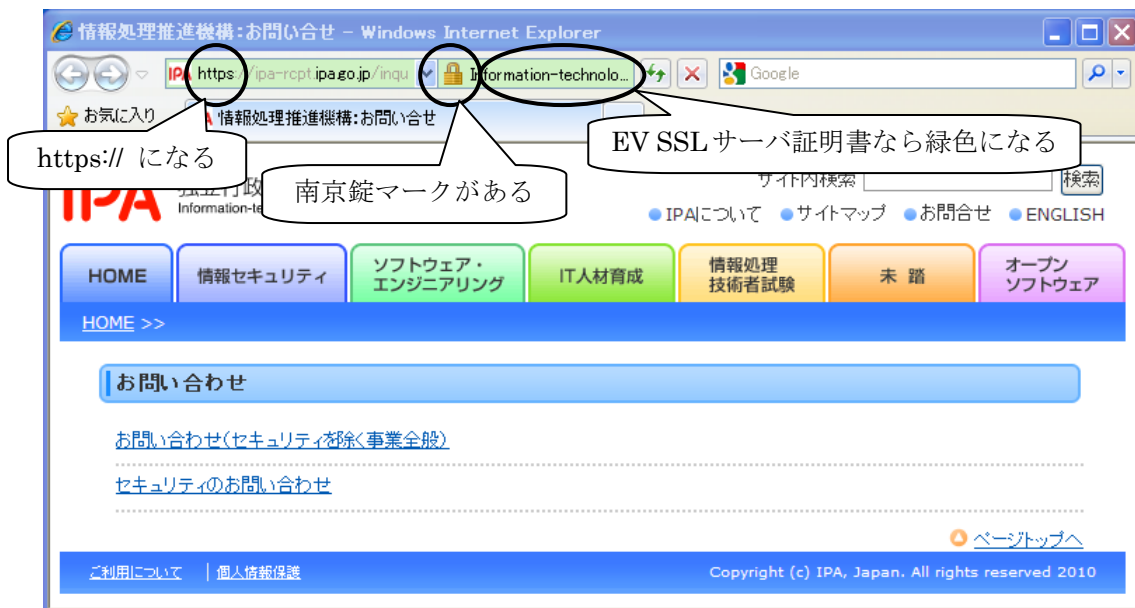 情報処理推進機構:お問い合せ - Windows Internet Explorer
IPA https://ipa-rcpt.ipa.go.jp/inqu Information-technolo... Google
お気に入り 情報処理推進機構:お問い合せ
EV SSL サーバ証明書なら緑色になる
https:// になる
南京錠マークがある
サイト内検索 検索
IPA 独立行政
Information-te
IPAについて サイトマップ お問合せ ENGLISH
HOME 情報セキュリティ ソフトウェア・ IT人材育成 情報処理 未 踏 オープン
エンジニアリング 技術者試験 ソフトウェア
HOME >>
お問い合わせ
お問い合わせ(セキュリティを除く事業全般)
セキュリティのお問い合わせ
ページトップへ
ご利用について | 個人情報保護 Copyright (c) IPA, Japan. All rights reserved 2010